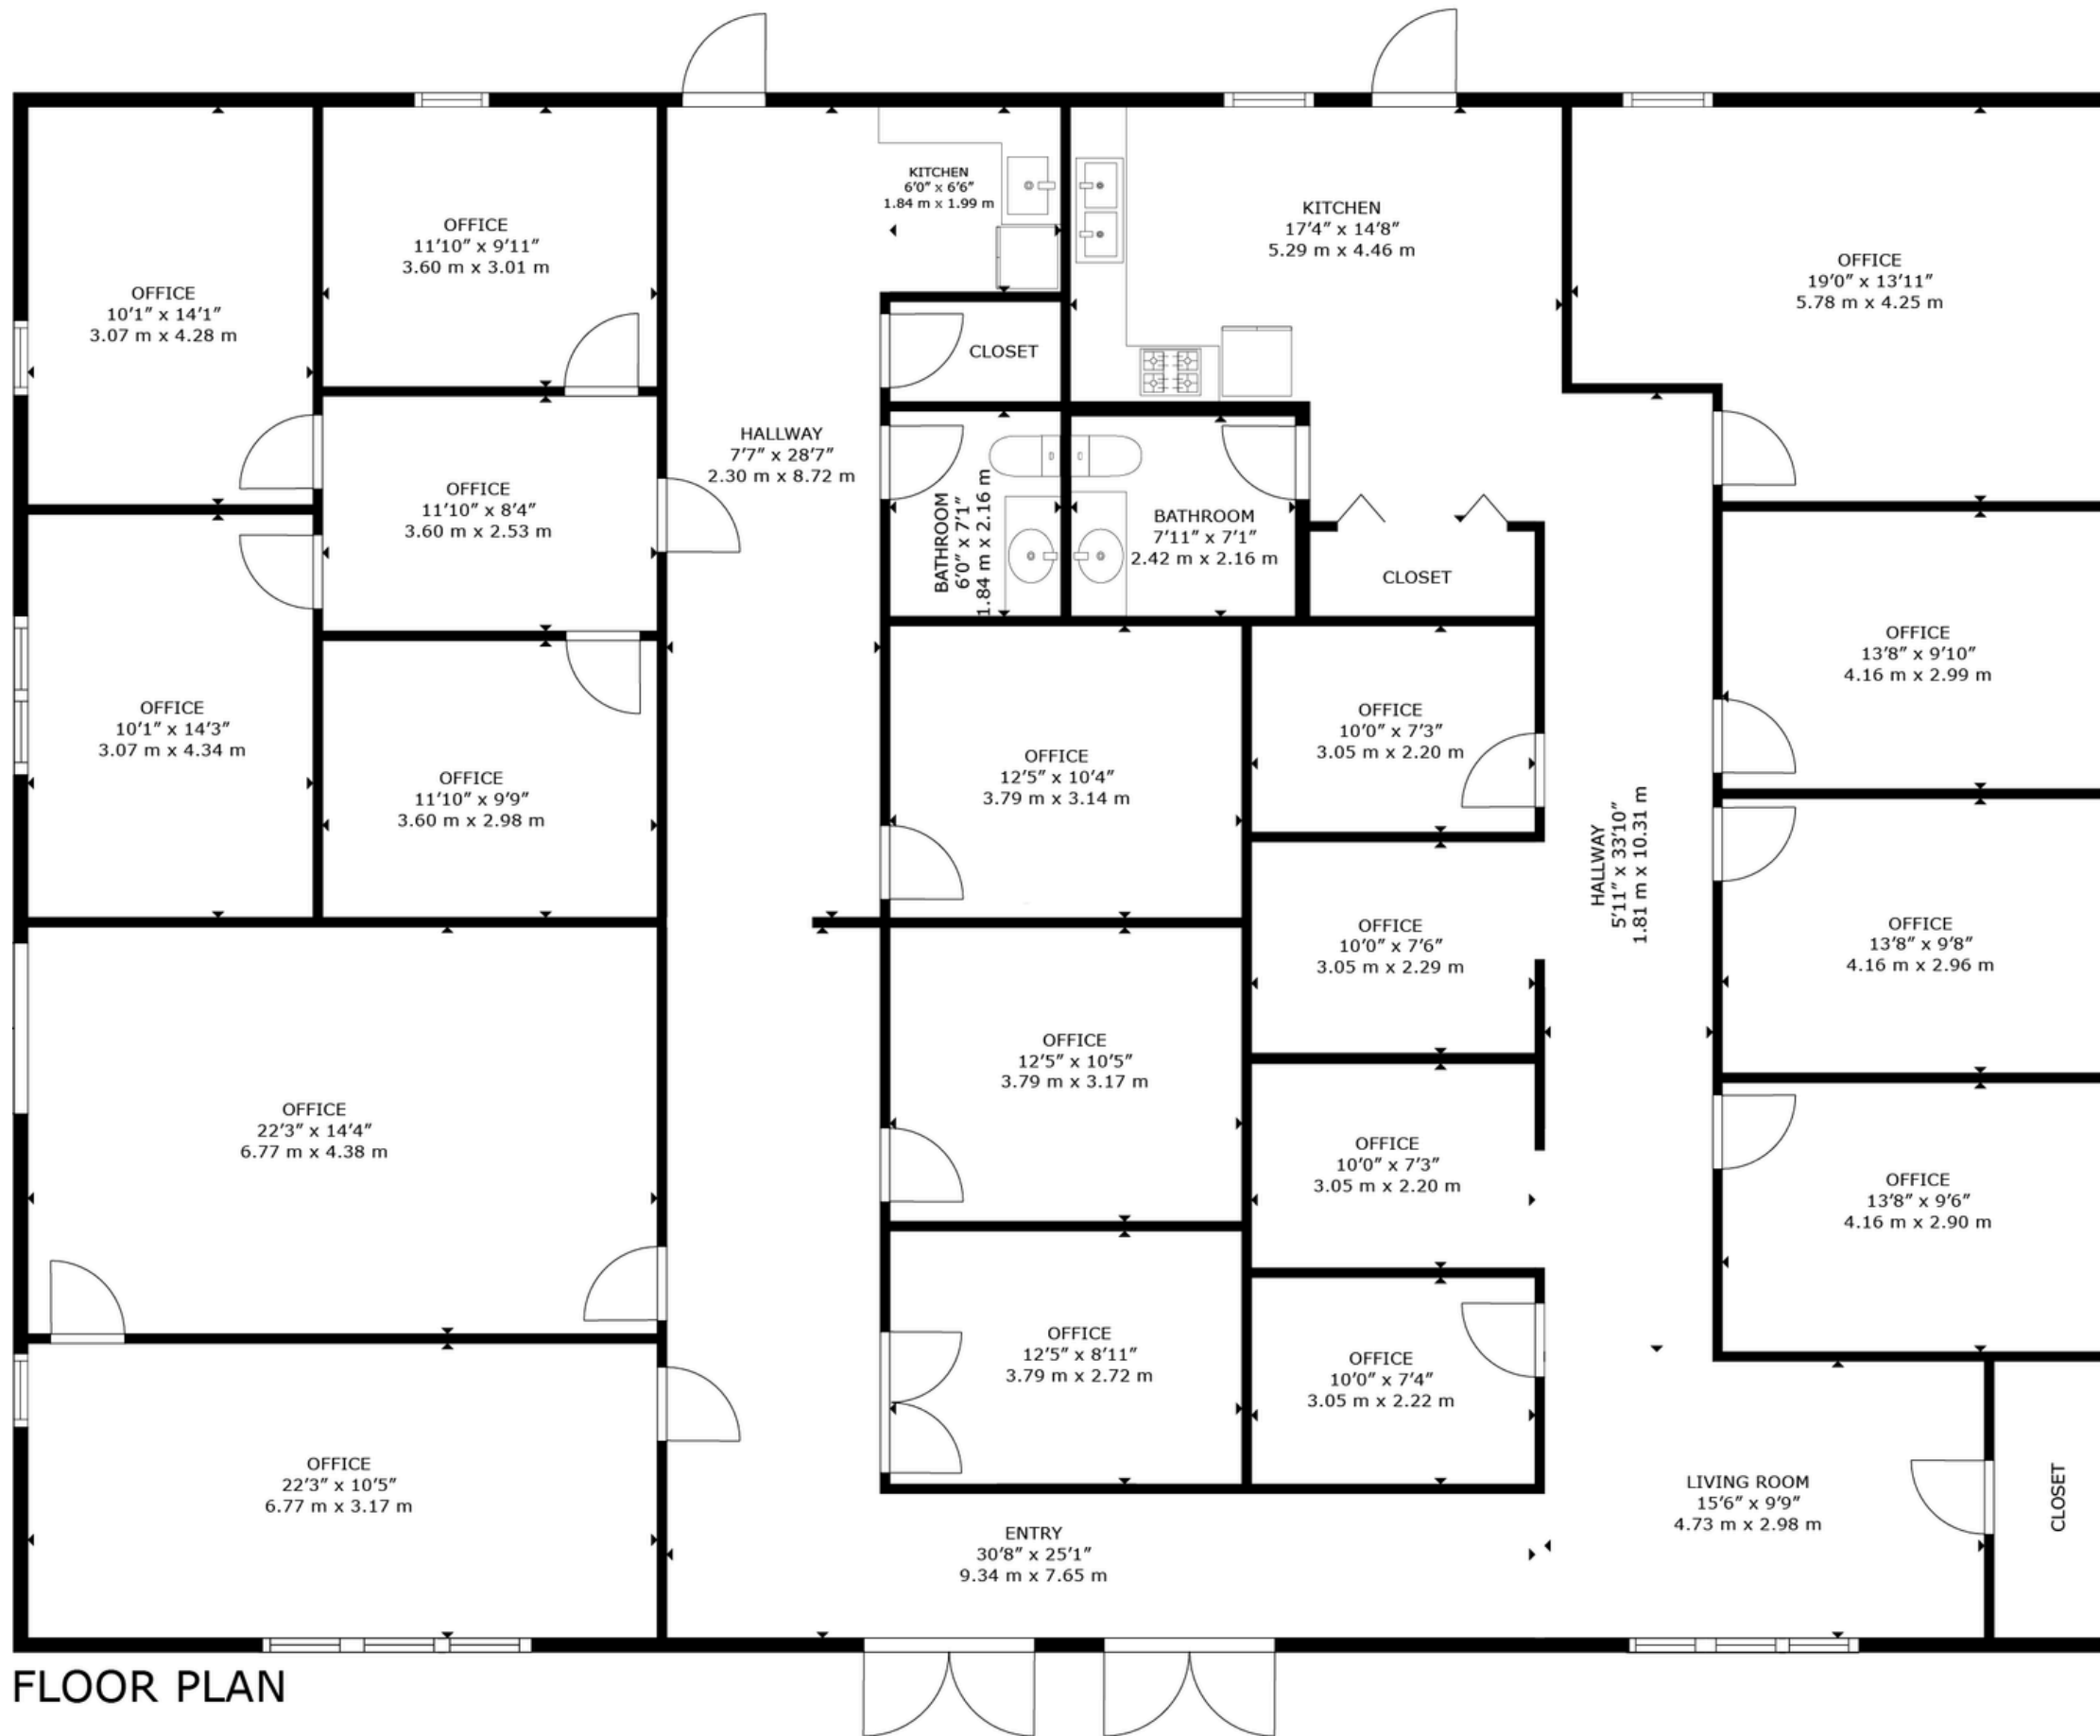 KITCHEN
6'0" x 6'6"
1.84 m x 1.99 m
KITCHEN
17'4" x 14'8"
5.29 m x 4.46 m
OFFICE
11'10" x 9'11"
3.60 m x 3.01 m
OFFICE
19'0" x 13'11"
5.78 m x 4.25 m
OFFICE
10'1" x 14'1"
3.07 m x 4.28 m
CLOSET
HALLWAY
7'7" x 28'7"
2.30 m x 8.72 m
OFFICE
11'10" x 8'4"
3.60 m x 2.53 m
BATHROOM
6'0" x 7'1"
1.84 m x 2.16 m
BATHROOM
7'11" x 7'1"
2.42 m x 2.16 m
CLOSET
OFFICE
13'8" x 9'10"
4.16 m x 2.99 m
OFFICE
10'1" x 14'3"
3.07 m x 4.34 m
OFFICE
10'0" x 7'3"
3.05 m x 2.20 m
OFFICE
12'5" x 10'4"
3.79 m x 3.14 m
OFFICE
11'10" x 9'9"
3.60 m x 2.98 m
HALLWAY
5'11" x 33'10"
1.81 m x 10.31 m
OFFICE
10'0" x 7'6"
3.05 m x 2.29 m
OFFICE
13'8" x 9'8"
4.16 m x 2.96 m
OFFICE
12'5" x 10'5"
3.79 m x 3.17 m
OFFICE
22'3" x 14'4"
6.77 m x 4.38 m
OFFICE
10'0" x 7'3"
3.05 m x 2.20 m
OFFICE
13'8" x 9'6"
4.16 m x 2.90 m
OFFICE
12'5" x 8'11"
3.79 m x 2.72 m
OFFICE
10'0" x 7'4"
3.05 m x 2.22 m
OFFICE
22'3" x 10'5"
6.77 m x 3.17 m
LIVING ROOM
15'6" x 9'9"
4.73 m x 2.98 m
CLOSET
ENTRY
30'8" x 25'1"
9.34 m x 7.65 m
FLOOR PLAN